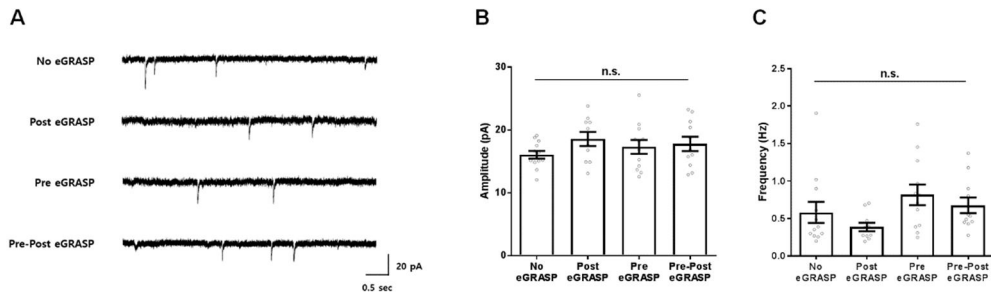 A
No eGRASP
Post eGRASP
Pre eGRASP
Pre-Post eGRASP
20 pA
0.5 sec
B
n.s.
Amplitude (pA)
30
20
10
0
No
eGRASP
Post
eGRASP
Pre
eGRASP
Pre-Post
eGRASP
C
n.s.
Frequency (Hz)
2.5
2.0
1.5
1.0
0.5
0.0
No
eGRASP
Post
eGRASP
Pre
eGRASP
Pre-Post
eGRASP